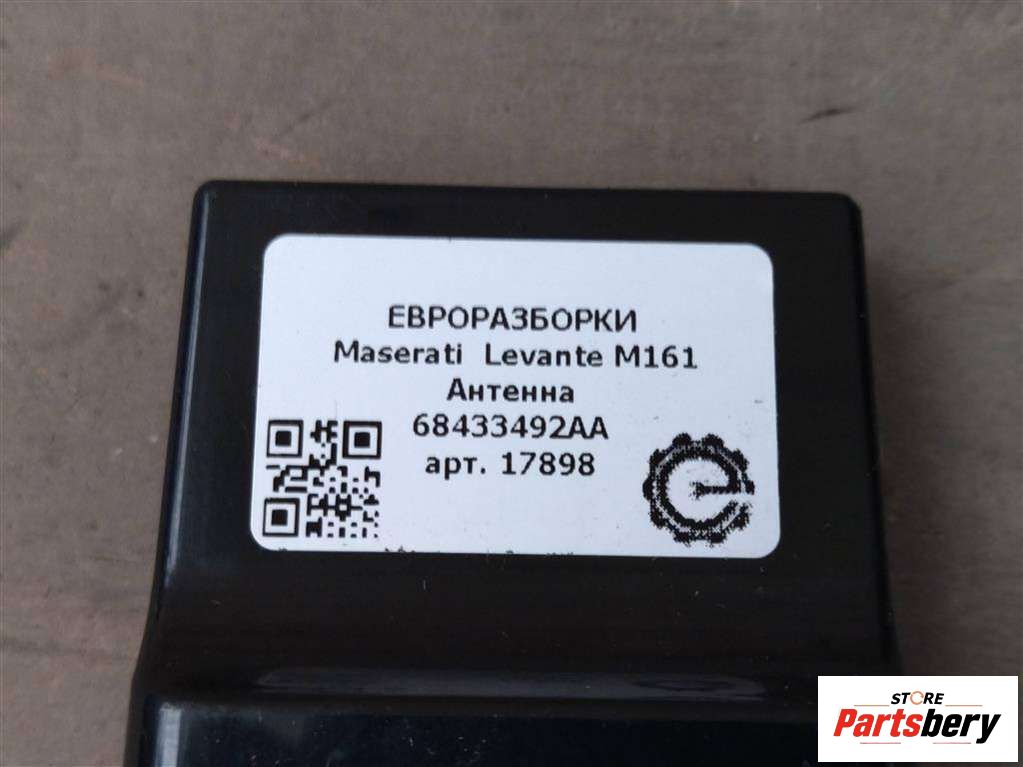 ЕВРОРАЗБОРКИ
Maserati Levante M161
Антенна
68433492AA
арт. 17898
STORE
Partsbery